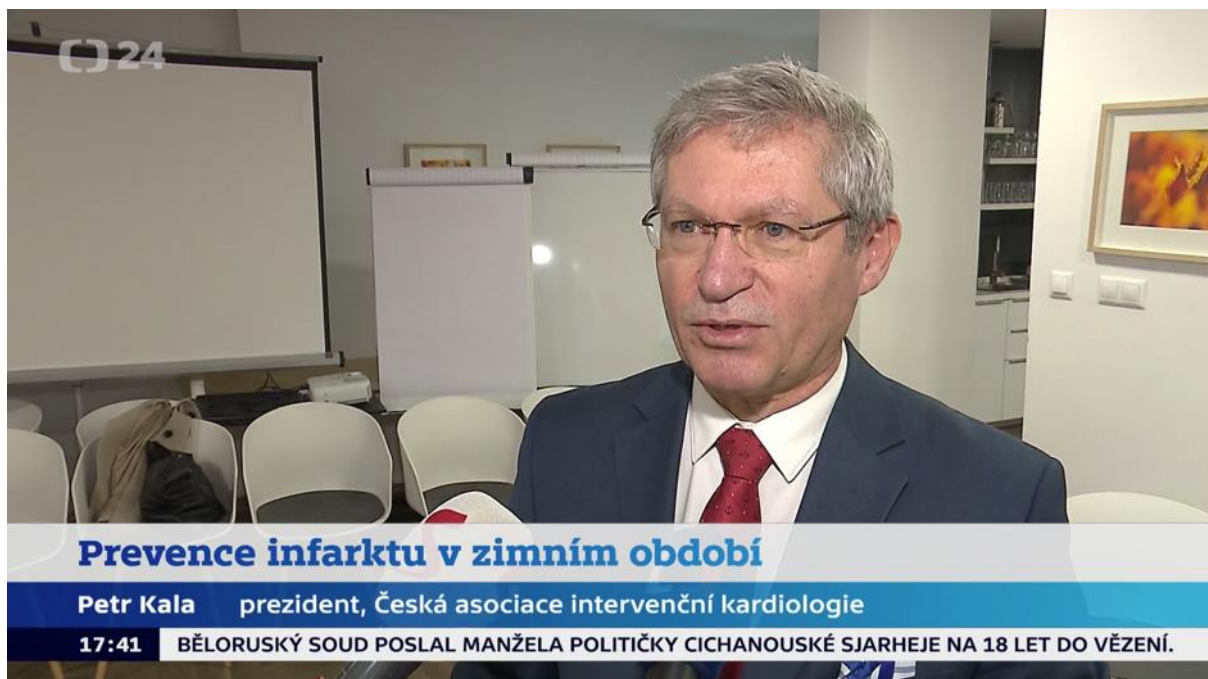 24
Prevence infarktu v zimním období
Petr Kala prezident, Česká asociace intervenční kardiologie
17:41 BĚLORUSKÝ SOUD POSLAL MANŽELA POLITIČKY CICHANOUSKÉ SJARHEJE NA 18 LET DO VĚZENÍ.